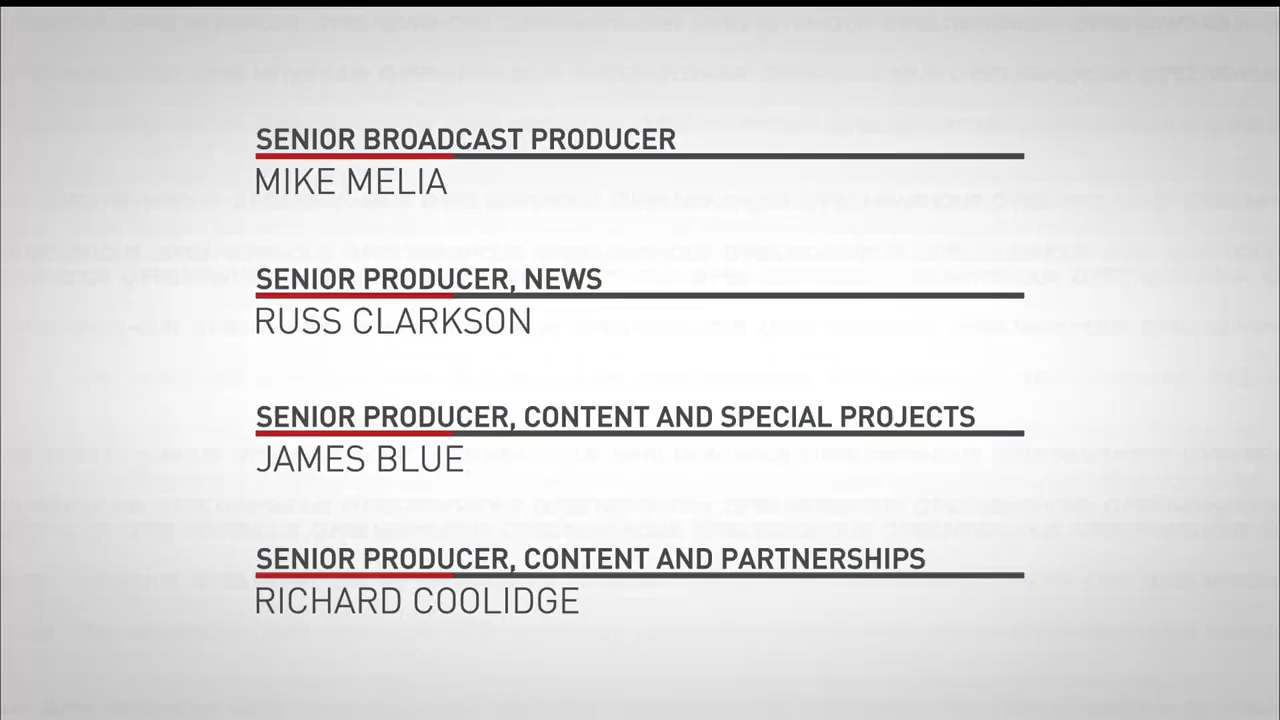 SENIOR BROADCAST PRODUCER
MIKE MELIA
SENIOR PRODUCER, NEWS
RUSS CLARKSON
SENIOR PRODUCER, CONTENT AND SPECIAL PROJECTS
JAMES BLUE
SENIOR PRODUCER, CONTENT AND PARTNERSHIPS
RICHARD COOLIDGE